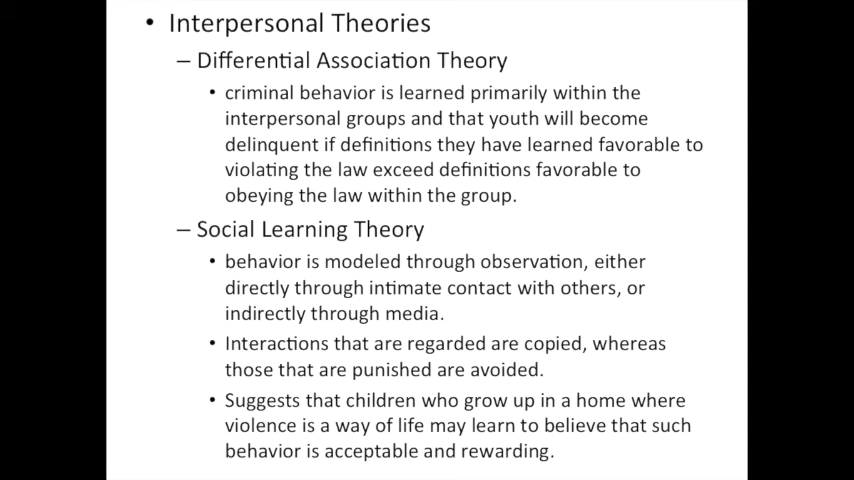 • Interpersonal Theories
– Differential Association Theory
• criminal behavior is learned primarily within the
interpersonal groups and that youth will become
delinquent if definitions they have learned favorable to
violating the law exceed definitions favorable to
obeying the law within the group.
– Social Learning Theory
• behavior is modeled through observation, either
directly through intimate contact with others, or
indirectly through media.
• Interactions that are regarded are copied, whereas
those that are punished are avoided.
• Suggests that children who grow up in a home where
violence is a way of life may learn to believe that such
behavior is acceptable and rewarding.